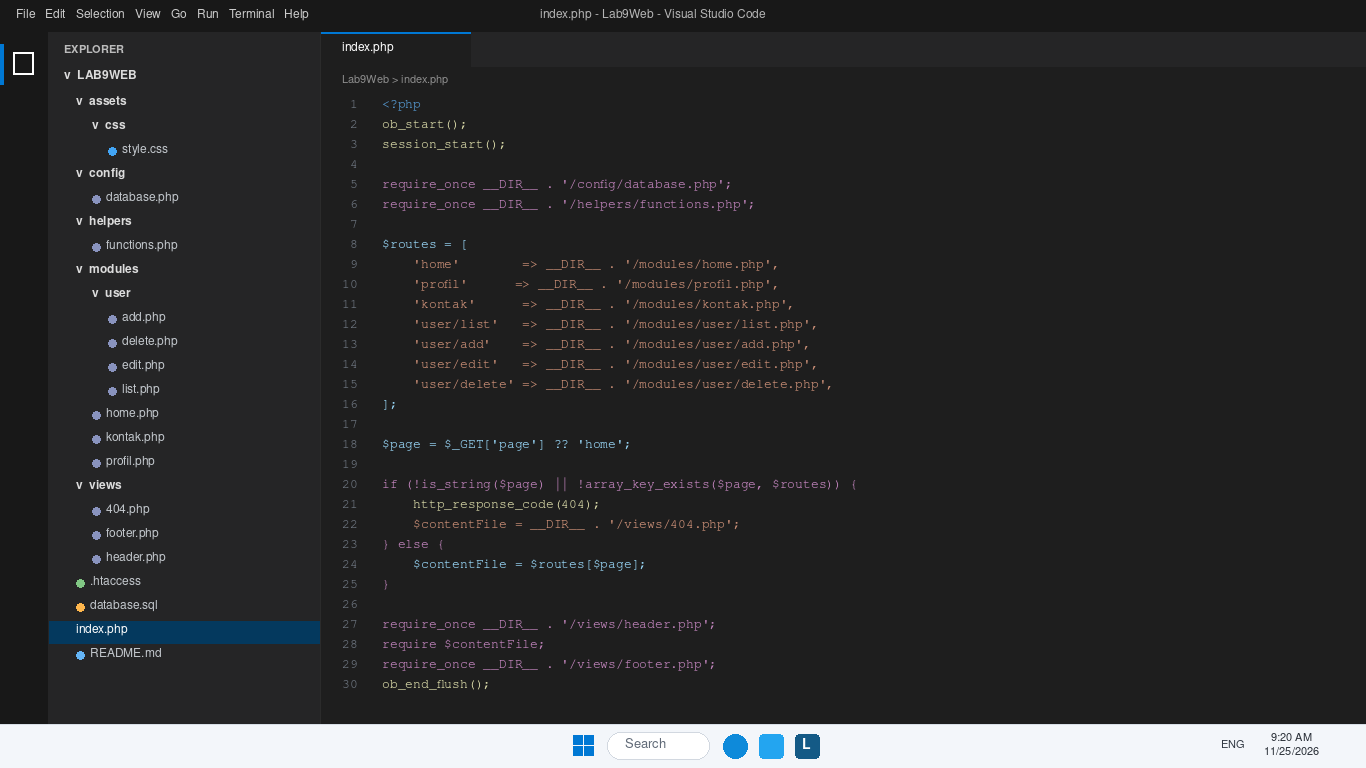 File Edit Selection View Go Run Terminal Help
index.php - Lab9Web - Visual Studio Code
EXPLORER
v LAB9WEB
v assets
v css
style.css
v config
database.php
v helpers
functions.php
v modules
v user
add.php
delete.php
edit.php
list.php
home.php
kontak.php
profil.php
v views
404.php
footer.php
header.php
.htaccess
database.sql
index.php
README.md
index.php
Lab9Web > index.php
1 <?php
2 ob_start();
3 session_start();
4
5 require_once __DIR__ . '/config/database.php';
6 require_once __DIR__ . '/helpers/functions.php';
7
8 $routes = [
9     'home'        => __DIR__ . '/modules/home.php',
10     'profil'      => __DIR__ . '/modules/profil.php',
11     'kontak'      => __DIR__ . '/modules/kontak.php',
12     'user/list'   => __DIR__ . '/modules/user/list.php',
13     'user/add'    => __DIR__ . '/modules/user/add.php',
14     'user/edit'   => __DIR__ . '/modules/user/edit.php',
15     'user/delete' => __DIR__ . '/modules/user/delete.php',
16 ];
17
18 $page = $_GET['page'] ?? 'home';
19
20 if (!is_string($page) || !array_key_exists($page, $routes)) {
21     http_response_code(404);
22     $contentFile = __DIR__ . '/views/404.php';
23 } else {
24     $contentFile = $routes[$page];
25 }
26
27 require_once __DIR__ . '/views/header.php';
28 require $contentFile;
29 require_once __DIR__ . '/views/footer.php';
30 ob_end_flush();
Search
L
ENG
9:20 AM
11/25/2026